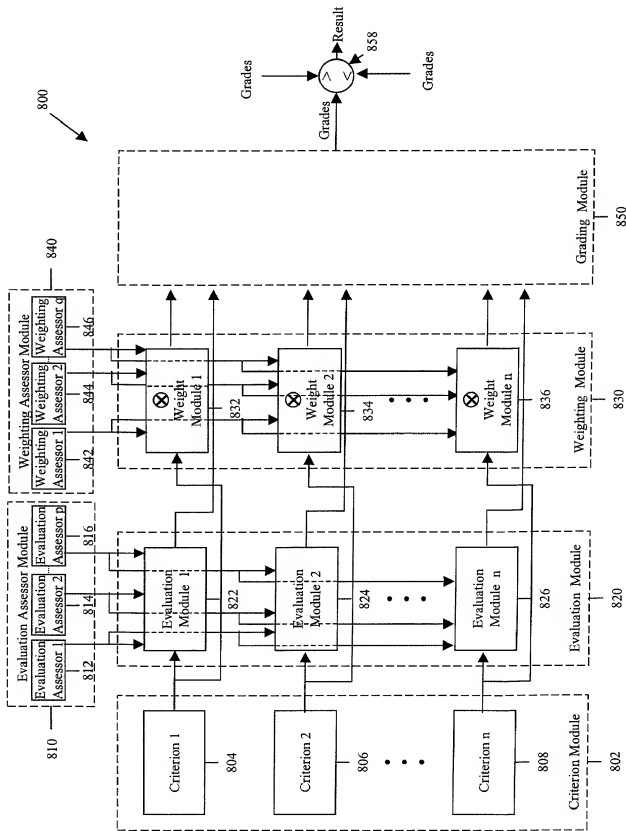 800
Evaluation Assessor Module
Evaluation
Assessor 1
812
Evaluation
Assessor 2
814
Evaluation
Assessor p
816
810
Weighting Assessor Module
Weighting
Assessor 1
842
Weighting
Assessor 2
844
Weighting
Assessor q
846
840
Criterion 1
804
Criterion 2
806
Criterion n
808
Criterion Module
802
Evaluation
Module 1
822
Evaluation
Module 2
824
Evaluation
Module n
826
Evaluation Module
820
Weight
Module 1
832
Weight
Module 2
834
Weight
Module n
836
Weighting Module
830
Grading Module
850
Grades
Grades
Grades
> <
858
Result